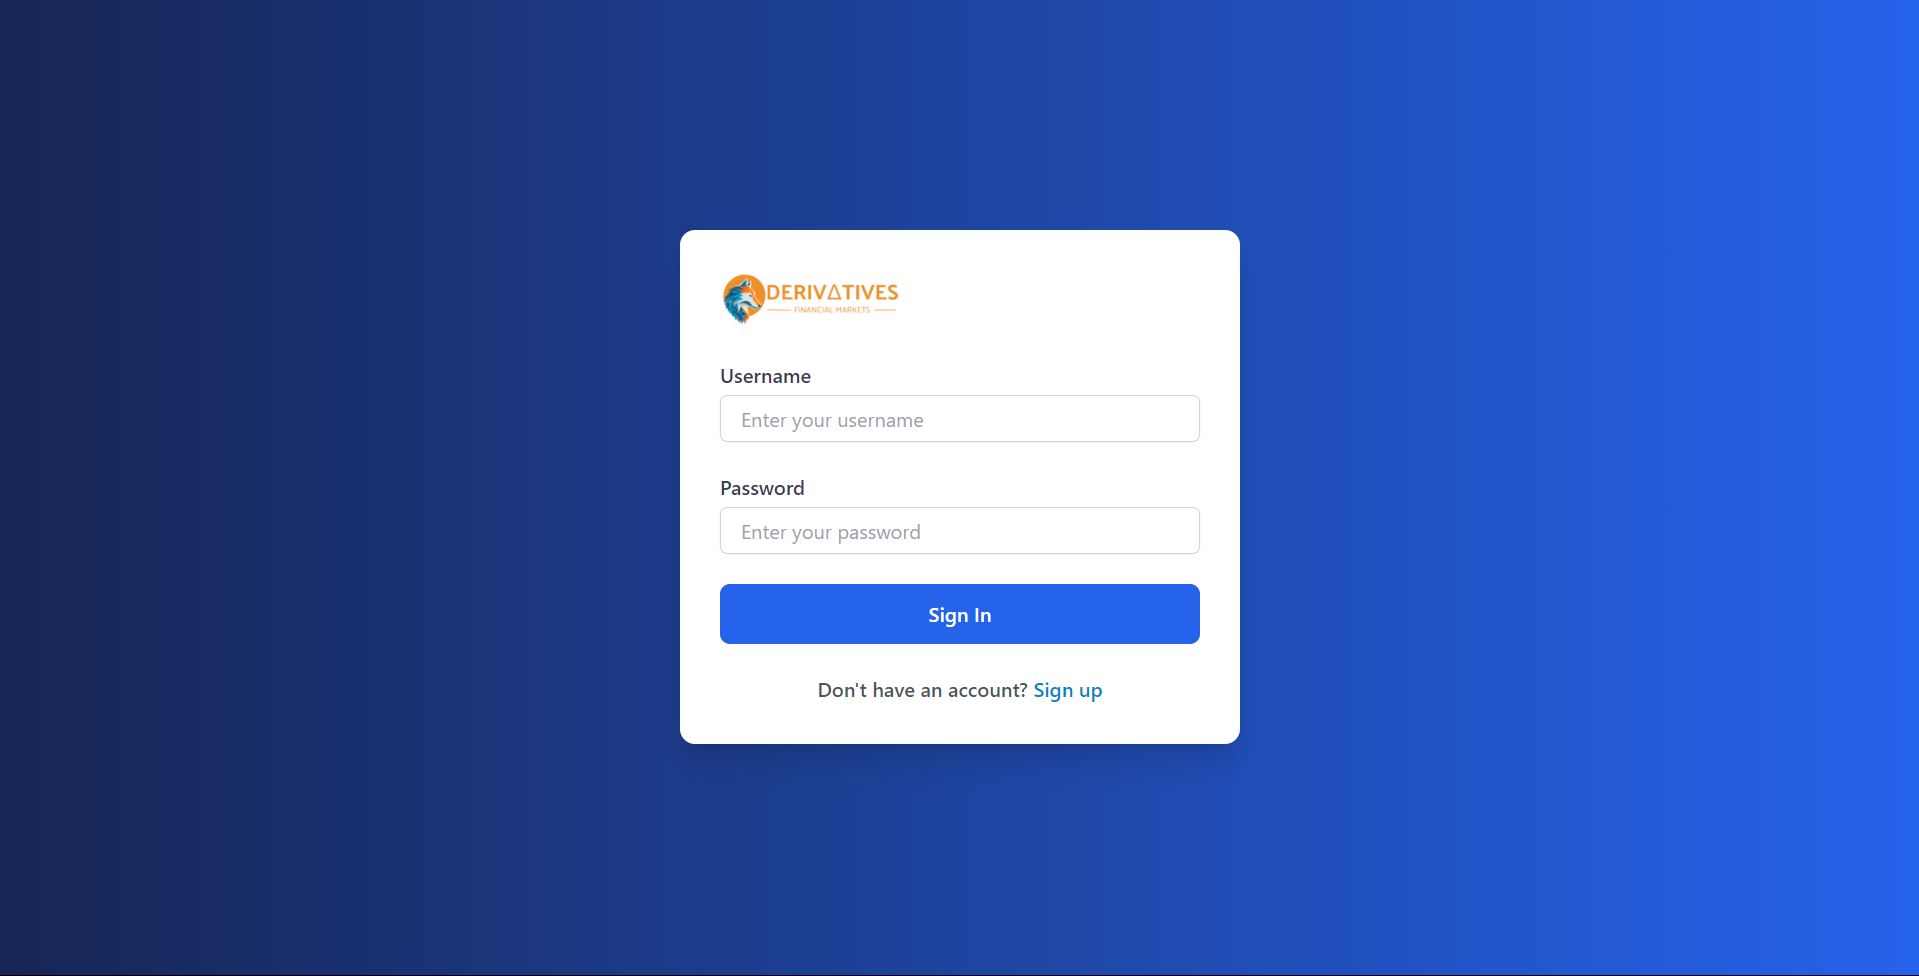 DERIVΔTIVES
FINANCIAL MARKETS
Username
Enter your username
Password
Enter your password
Sign In
Don't have an account? Sign up